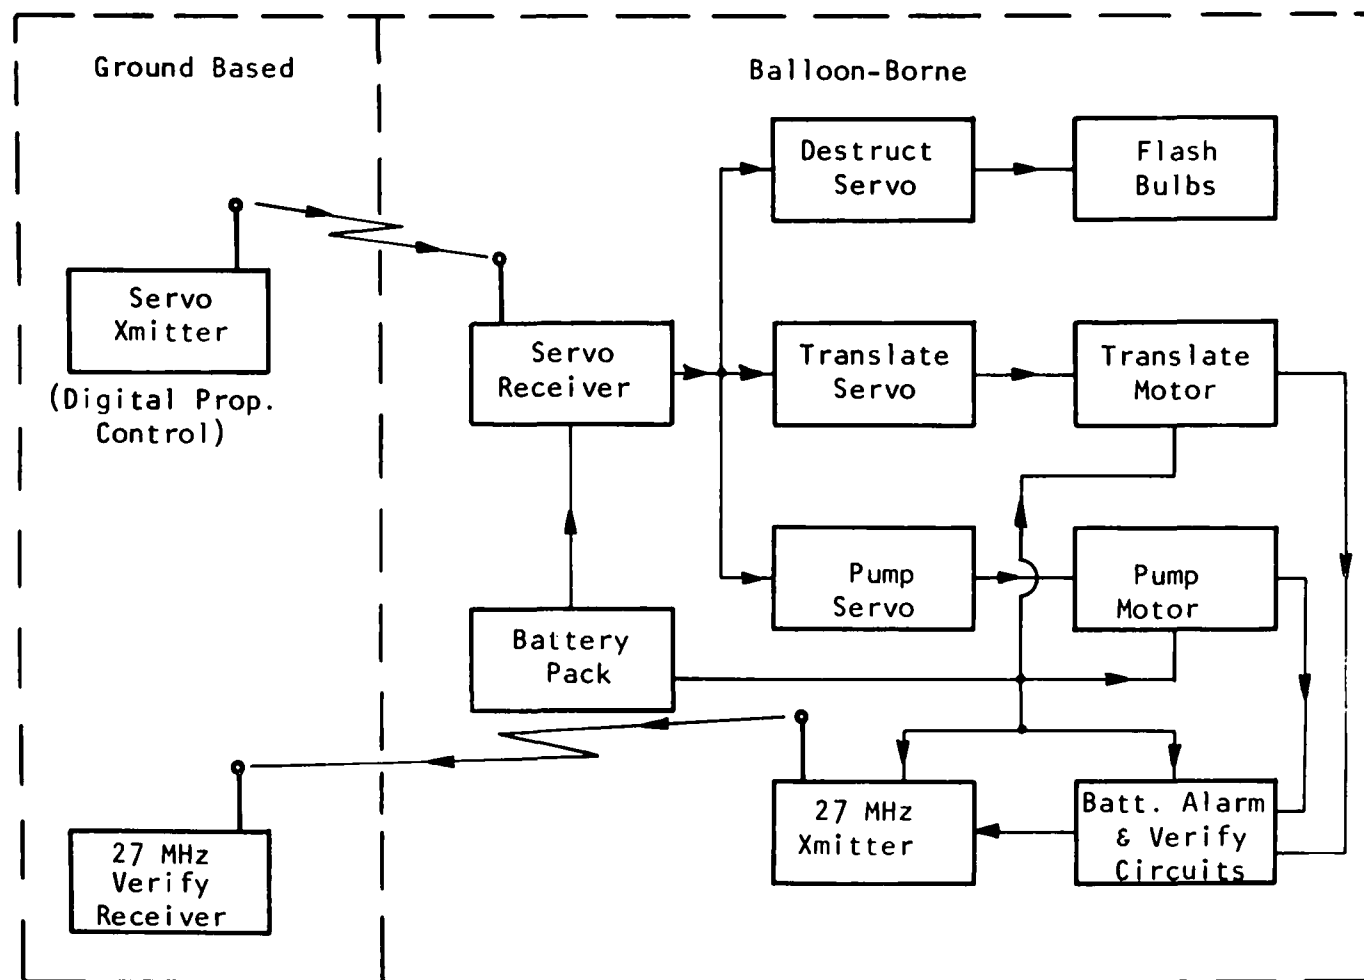 Ground Based
Balloon-Borne
Destruct
Servo
Flash
Bulbs
Servo
Xmitter
(Digital Prop.
Control)
Servo
Receiver
Translate
Servo
Translate
Motor
Pump
Servo
Pump
Motor
Battery
Pack
27 MHz
Xmitter
Batt. Alarm
& Verify
Circuits
27 MHz
Verify
Receiver